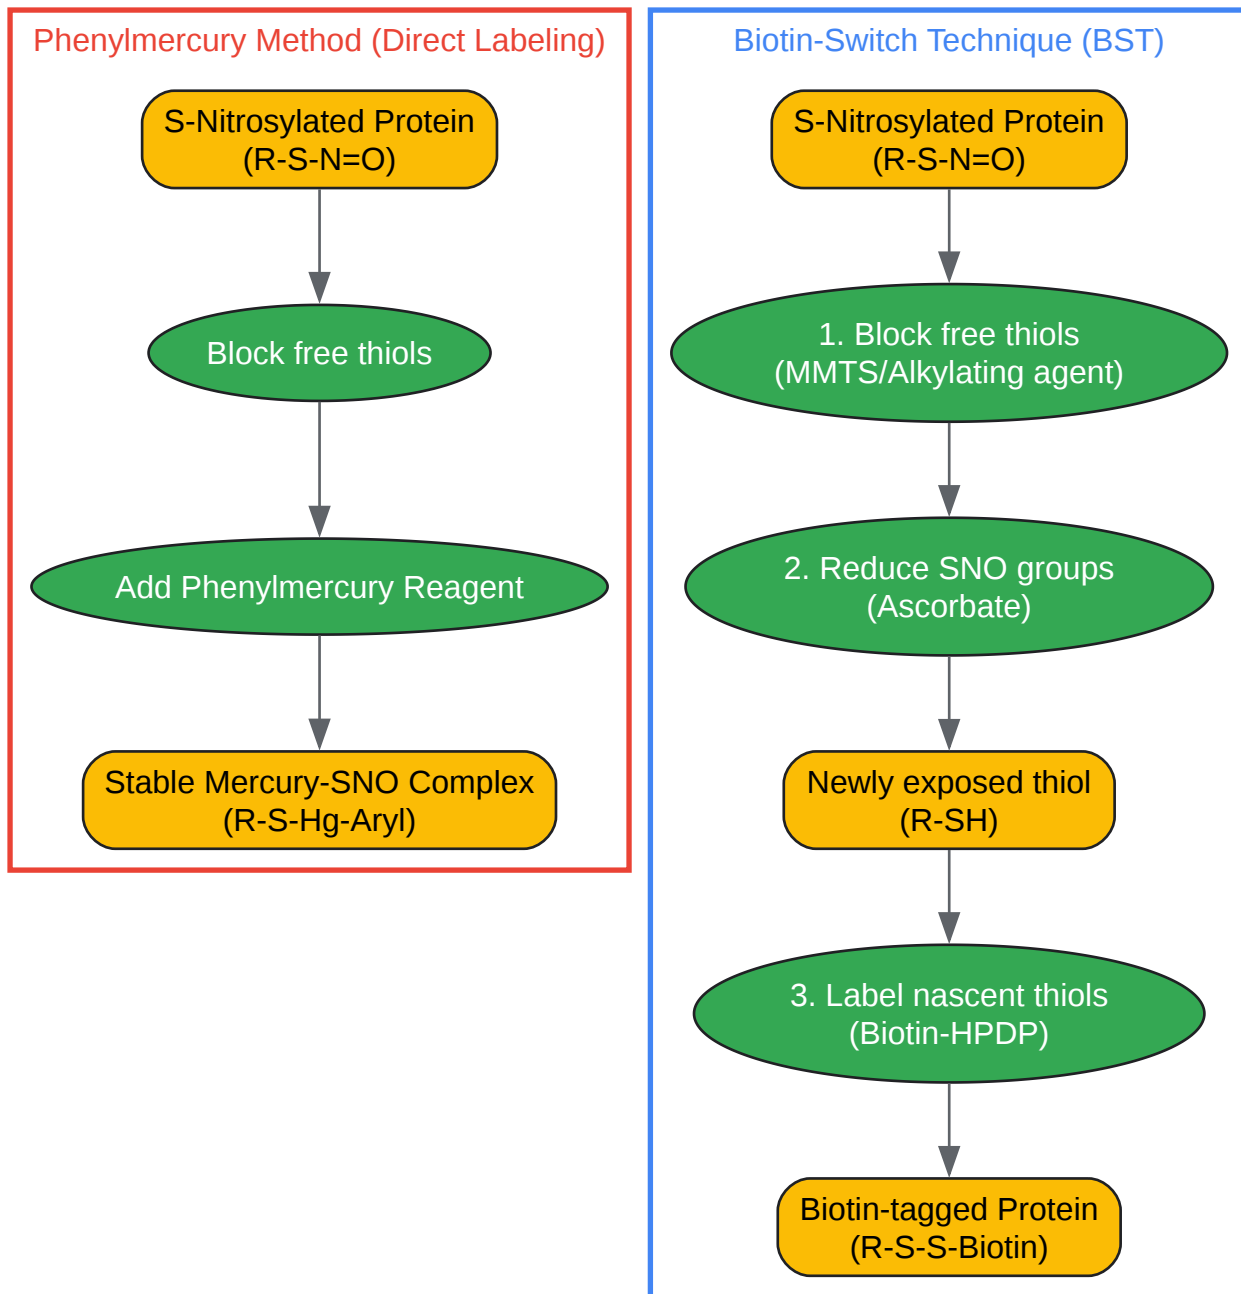 Phenylmercury Method (Direct Labeling)
S-Nitrosylated Protein
(R-S-N=O)
Block free thiols
Add Phenylmercury Reagent
Stable Mercury-SNO Complex
(R-S-Hg-Aryl)
Biotin-Switch Technique (BST)
S-Nitrosylated Protein
(R-S-N=O)
1. Block free thiols
(MMTS/Alkylating agent)
2. Reduce SNO groups
(Ascorbate)
Newly exposed thiol
(R-SH)
3. Label nascent thiols
(Biotin-HPDP)
Biotin-tagged Protein
(R-S-S-Biotin)